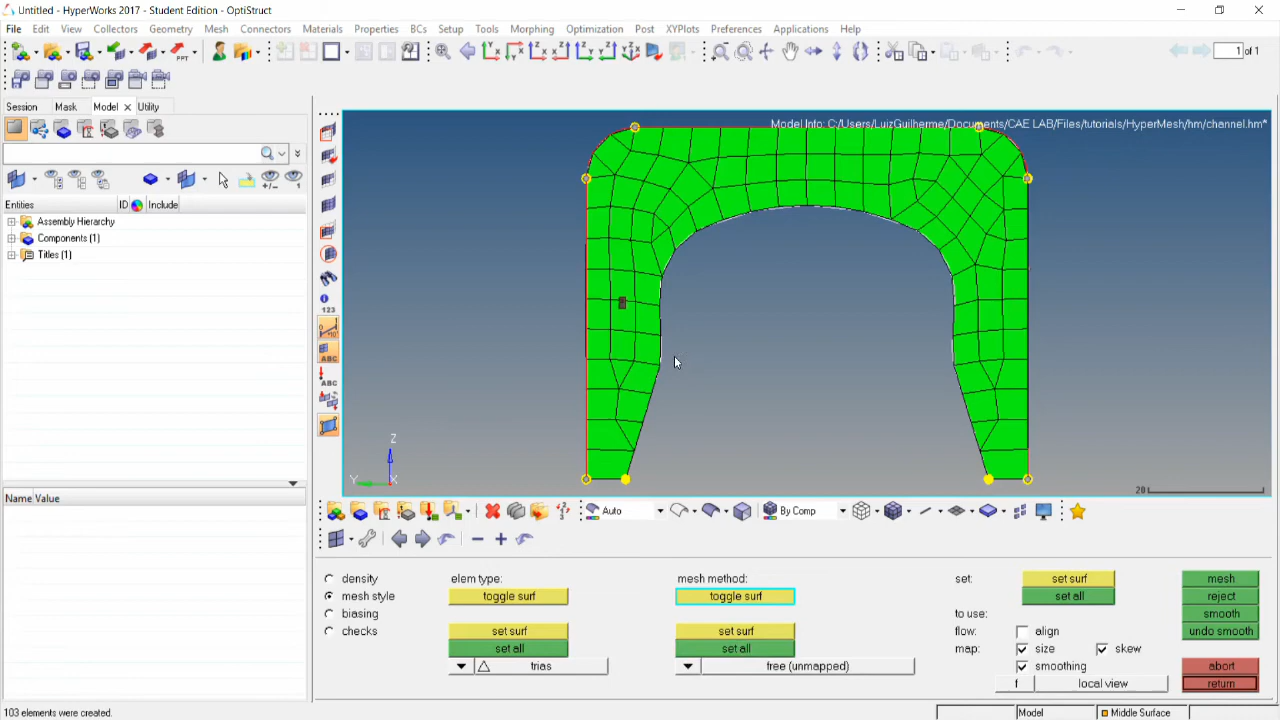 Untitled - HyperWorks 2017 - Student Edition - OptiStruct
File Edit View Collectors Geometry Mesh Connectors Materials Properties BCs Setup Tools Morphing Optimization Post XYPlots Preferences Applications Help
1 of 1
Session Mask Model Utility
Model Info: C:/Users/LuizGuilherme/Documents/CAE LAB/Files/tutorials/HyperMesh/hm/channel.hm*
Entities ID Include
Assembly Hierarchy
Components (1)
Titles (1)
123
ABC
ABC
Z
Y X
20
Name Value
Auto By Comp
density elem type: mesh method: set: set surf mesh
mesh style toggle surf toggle surf set all reject
biasing to use: smooth
checks set surf set surf flow: align undo smooth
set all set all map: size skew
trias free (unmapped) smoothing abort
f local view return
103 elements were created. Model Middle Surface